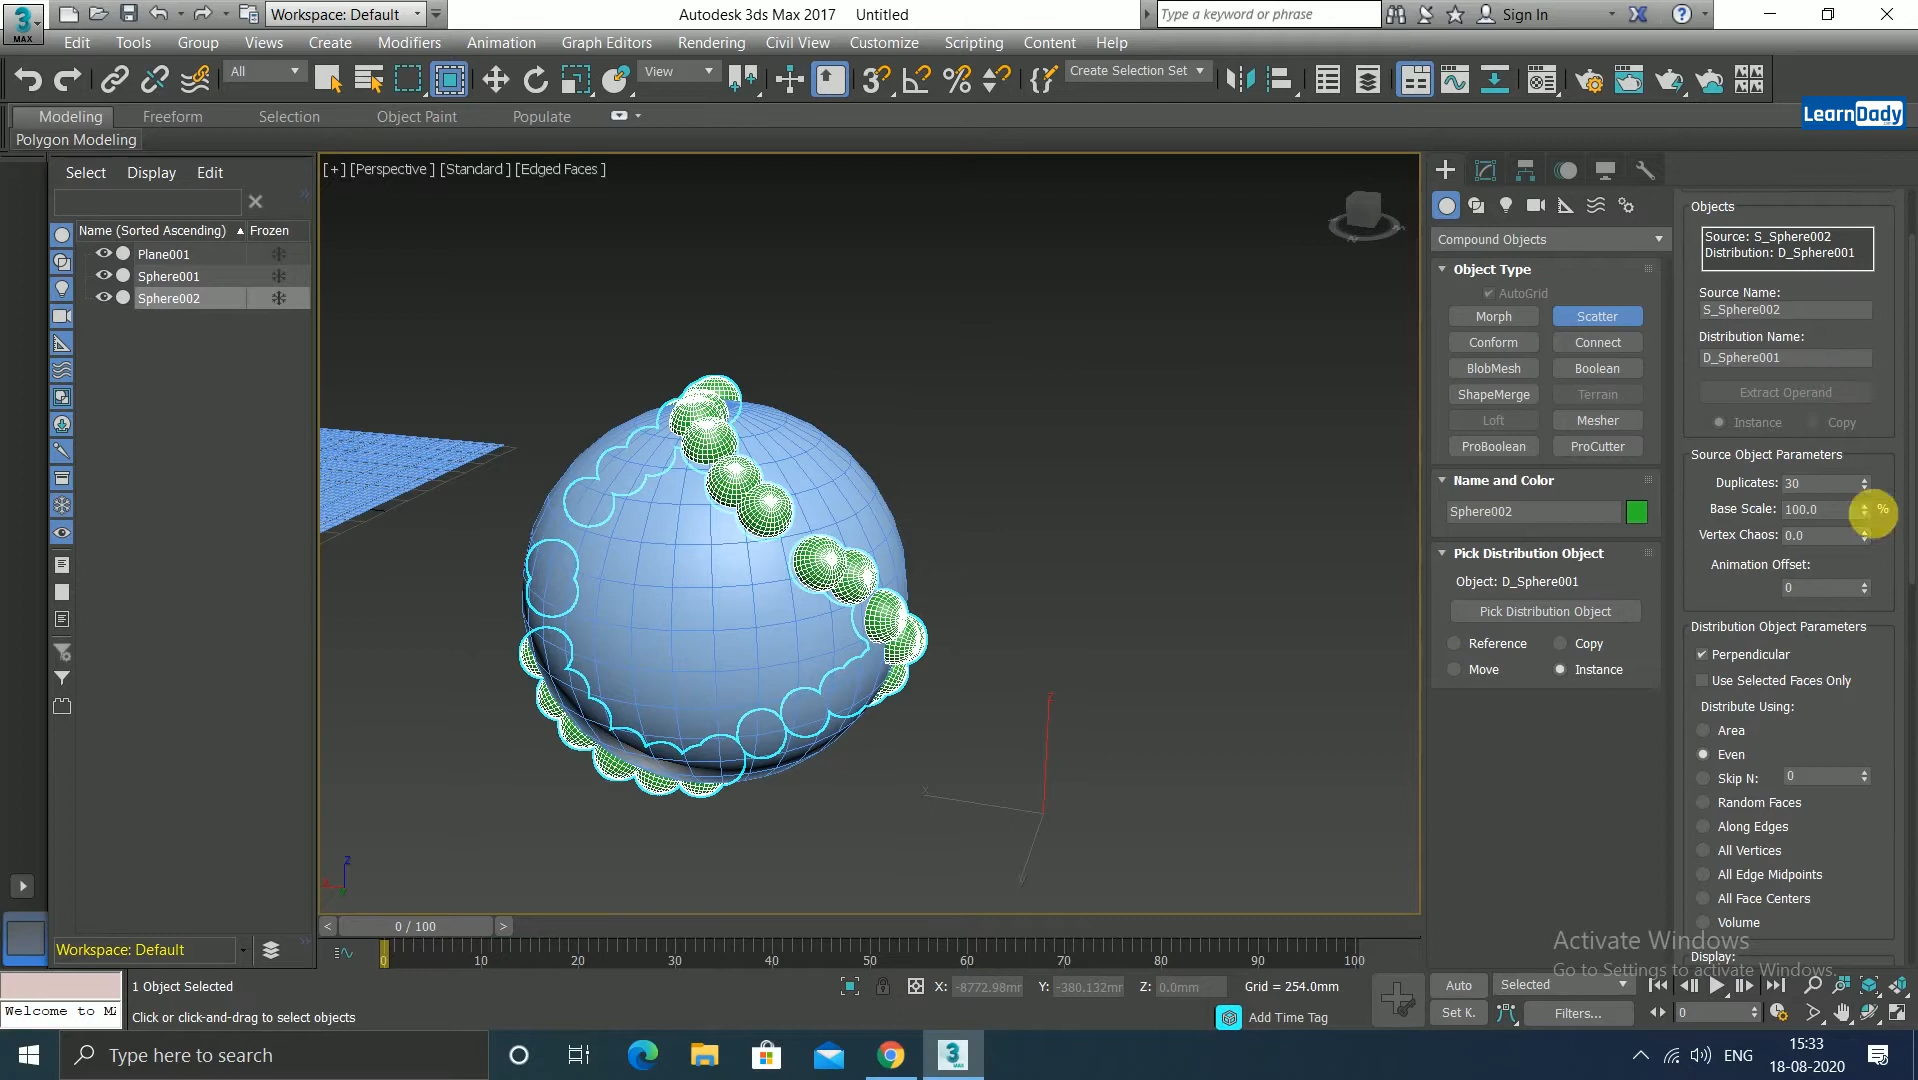 3 MAX
Workspace: Default
Autodesk 3ds Max 2017 Untitled
Type a keyword or phrase
Sign In
Edit Tools Group Views Create Modifiers Animation Graph Editors Rendering Civil View Customize Scripting Content Help
All
View
Create Selection Set
Modeling Freeform Selection Object Paint Populate
LearnDady
Polygon Modeling
Select Display Edit
Name (Sorted Ascending) Frozen
Plane001
Sphere001
Sphere002
[+] [Perspective ] [Standard ] [Edged Faces ]
Compound Objects
Object Type
AutoGrid
Morph Scatter
Conform Connect
BlobMesh Boolean
ShapeMerge Terrain
Loft Mesher
ProBoolean ProCutter
Name and Color
Sphere002
Pick Distribution Object
Object: D_Sphere001
Pick Distribution Object
Reference Copy
Move Instance
Objects
Source: S_Sphere002
Distribution: D_Sphere001
Source Name:
S_Sphere002
Distribution Name:
D_Sphere001
Extract Operand
Instance Copy
Source Object Parameters
Duplicates: 30
Base Scale: 100.0 %
Vertex Chaos: 0.0
Animation Offset:
0
Distribution Object Parameters
Perpendicular
Use Selected Faces Only
Distribute Using:
Area
Even
Skip N: 0
Random Faces
Along Edges
All Vertices
All Edge Midpoints
All Face Centers
Volume
Display:
0 / 100
Workspace: Default
0 10 20 30 40 50 60 70 80 90 100
Activate Windows
Go to Settings to activate Windows.
1 Object Selected
X: -8772.98mr Y: -380.132mr Z: 0.0mm Grid = 254.0mm
Auto Selected
Welcome to MA
Click or click-and-drag to select objects
Add Time Tag
Set K. Filters...
0
Type here to search
ENG
15:33
18-08-2020